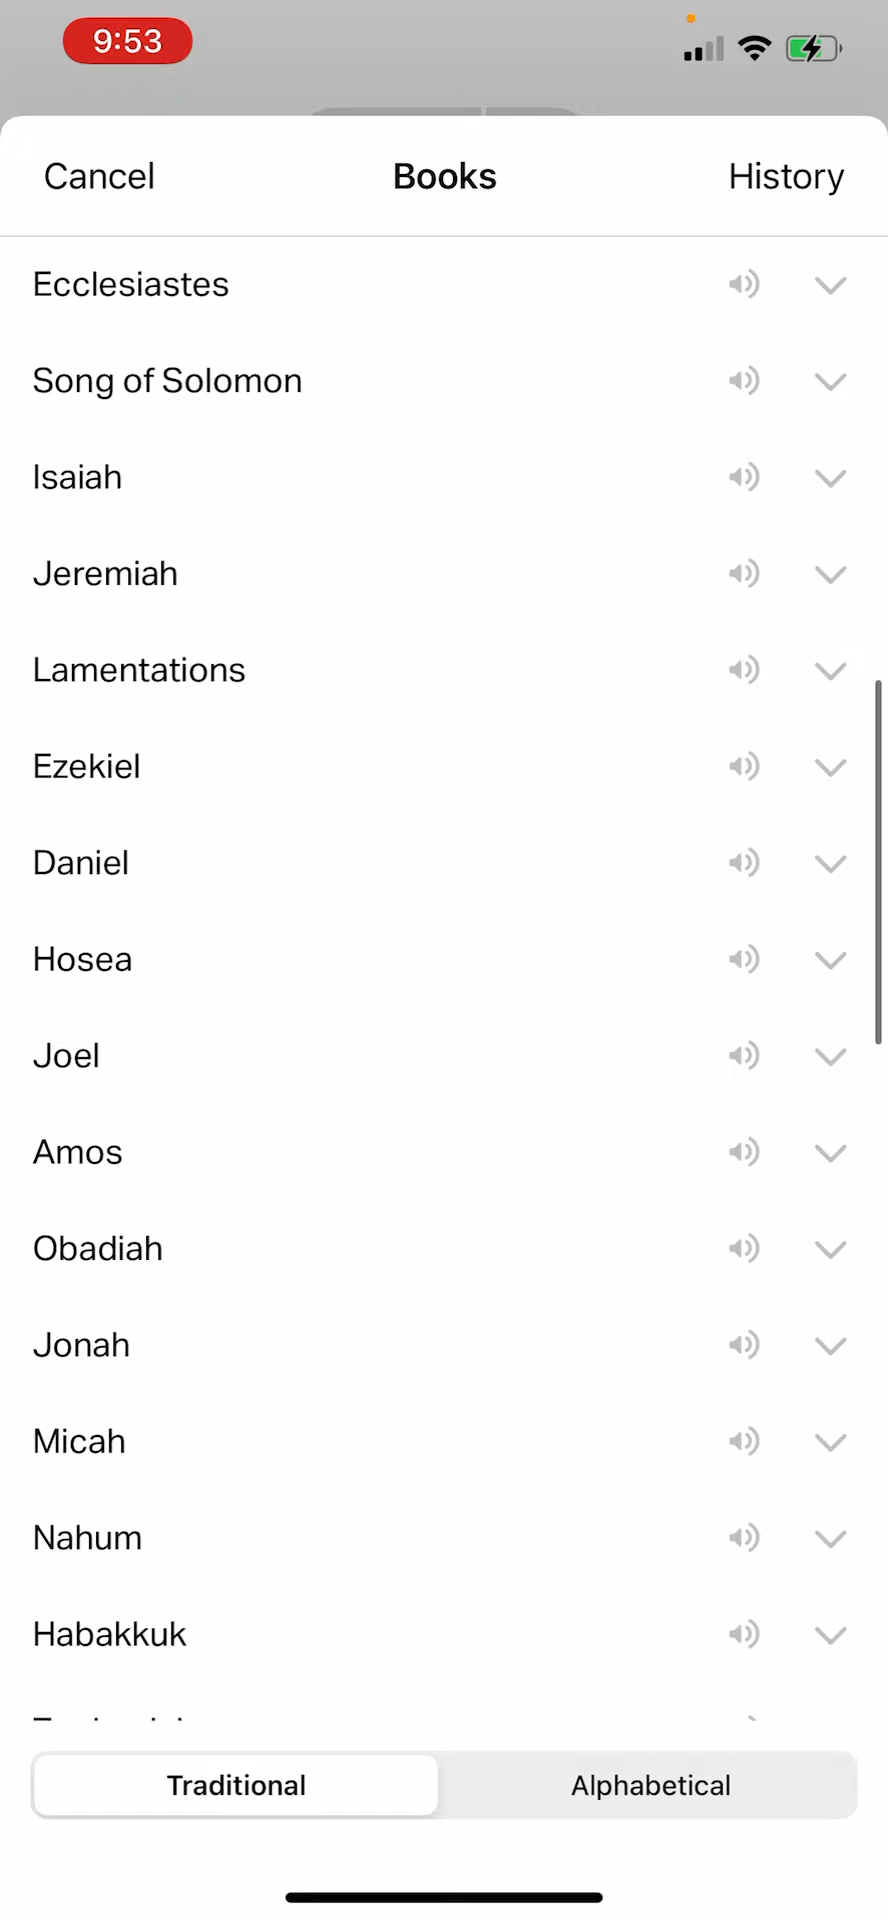 9:53
Cancel Books History
Ecclesiastes
Song of Solomon
Isaiah
Jeremiah
Lamentations
Ezekiel
Daniel
Hosea
Joel
Amos
Obadiah
Jonah
Micah
Nahum
Habakkuk
Traditional Alphabetical